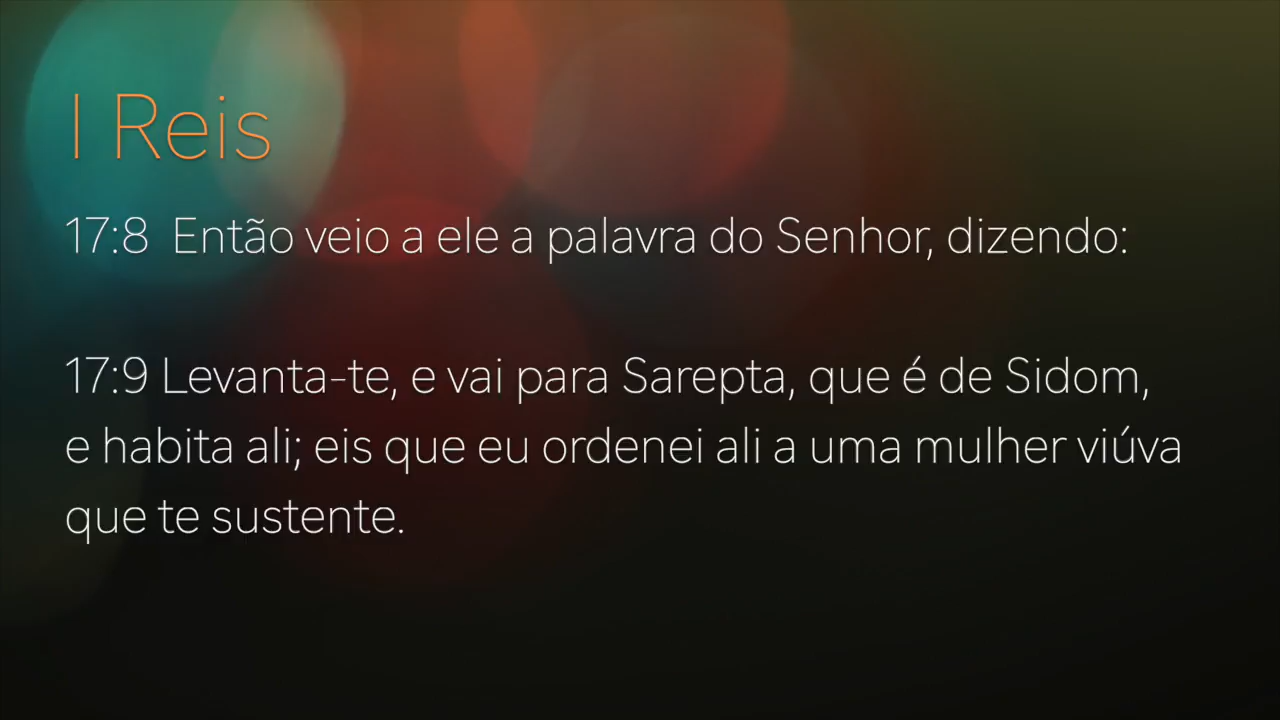 I Reis
17:8 Então veio a ele a palavra do Senhor, dizendo:
17:9 Levanta-te, e vai para Sarepta, que é de Sidom,
e habita ali; eis que eu ordenei ali a uma mulher viúva
que te sustente.